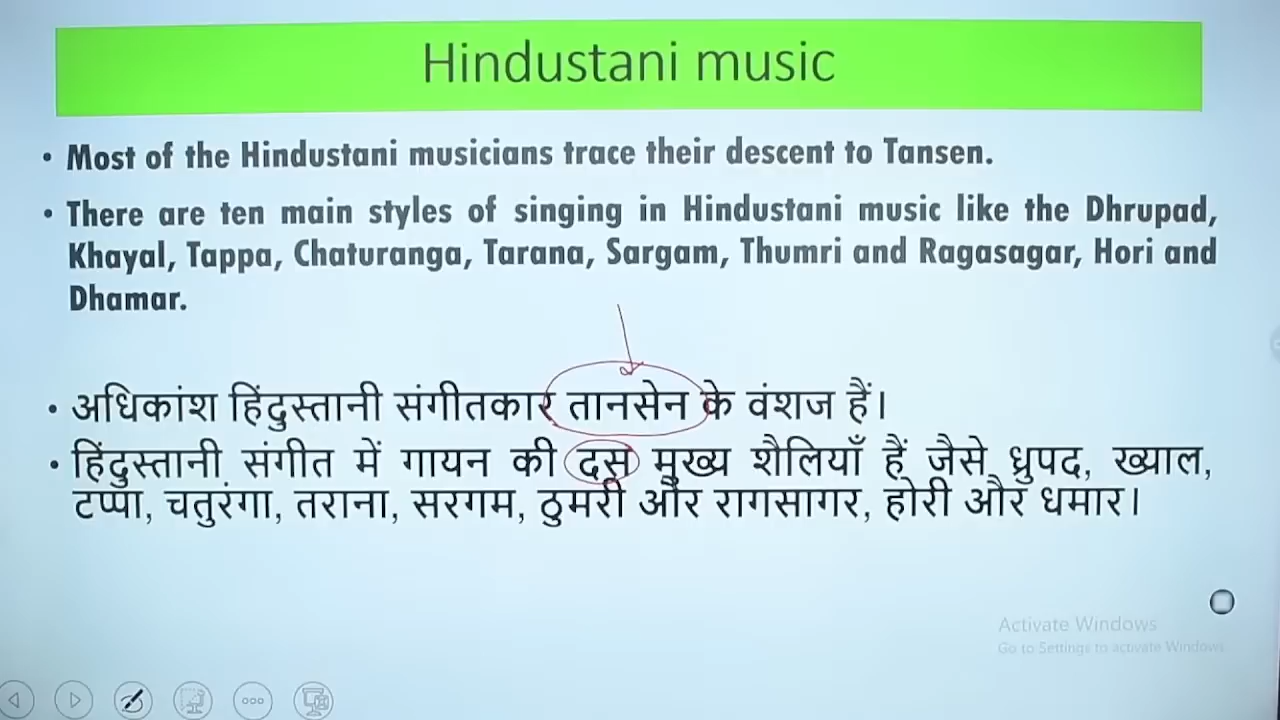 Hindustani music
• Most of the Hindustani musicians trace their descent to Tansen.
• There are ten main styles of singing in Hindustani music like the Dhrupad,
Khayal, Tappa, Chaturanga, Tarana, Sargam, Thumri and Ragasagar, Hori and
Dhamar.
• अधिकांश हिंदुस्तानी संगीतकार तानसेन के वंशज हैं।
• हिंदुस्तानी संगीत में गायन की दस मुख्य शैलियाँ हैं जैसे ध्रुपद, ख्याल,
टप्पा, चतुरंगा, तराना, सरगम, ठुमरी और रागसागर, होरी और धमार।
Activate Windows
Go to Settings to activate Windows.